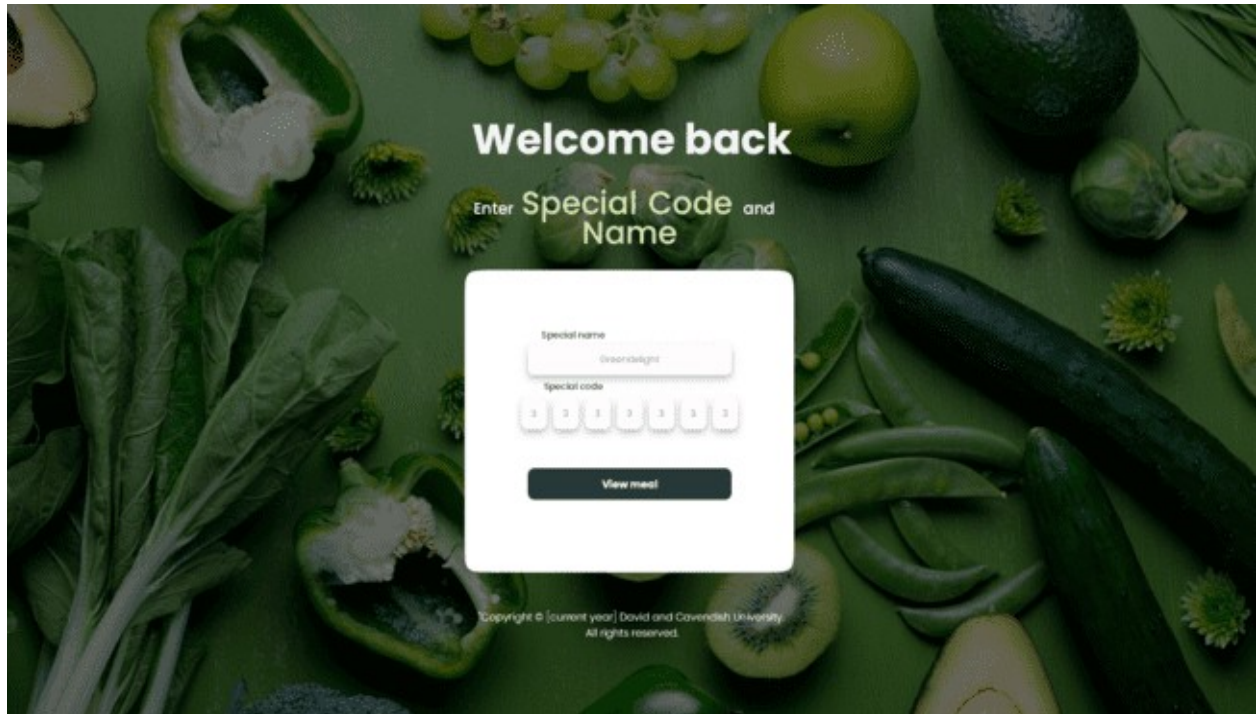 Welcome back
Enter Special Code and
Name
Special name
Greendelight
Special code
3 3 3 3 3 3 3
View meal
"Copyright © [current year] David and Cavendish University.
All rights reserved.